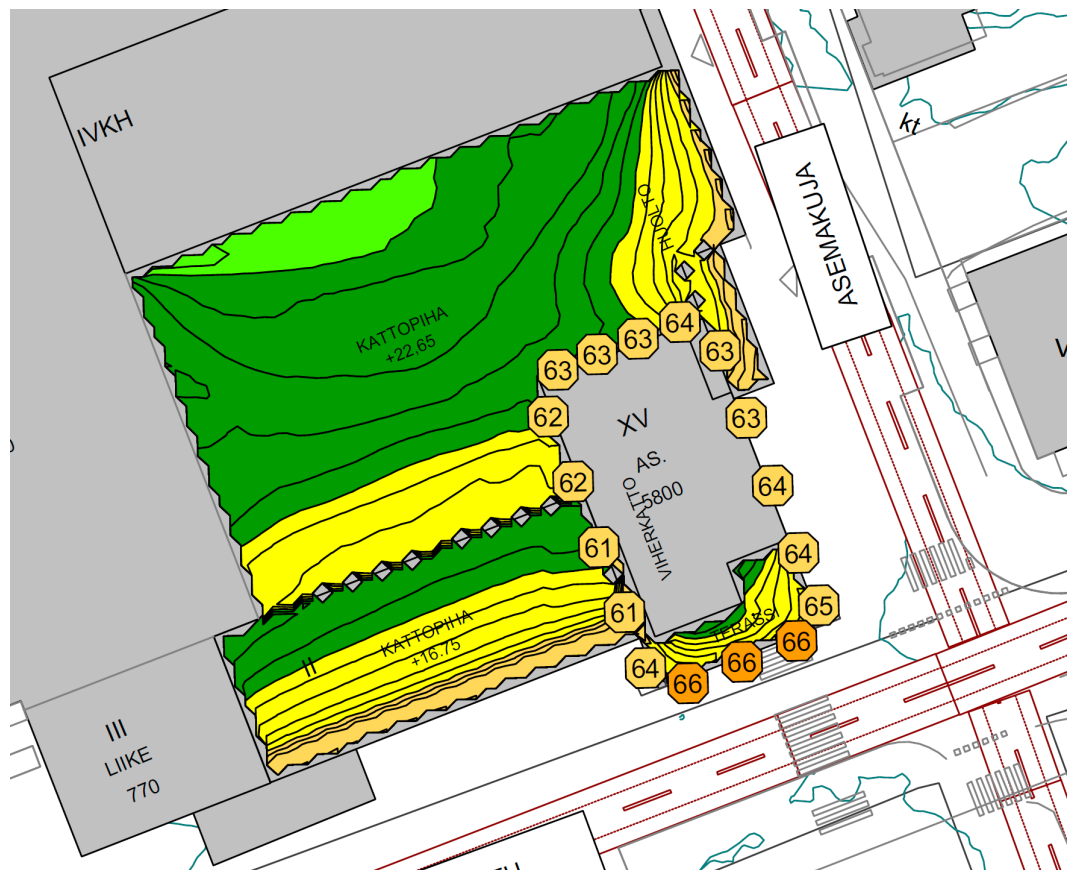 IVKH
kt
HUOLTO
ASEMAKUJA
KATTOPIHA
+22,65
64
63
63
63
63
62
XV
63
AS.
5800
62
VIHERKATTO
64
61
64
61
65
TERASSI
KATTOPIHA
+16.75
II
66
66
64
66
III
LIIKE
770